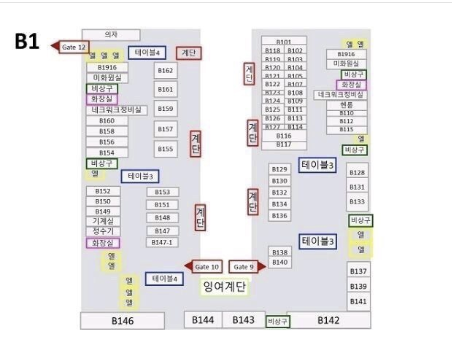 B1
의자
Gate 12
엘 엘 엘
테이블4
계단
B1916
미화원실
비상구
화장실
네크워크정비실
B160
B158
B156
B154
비상구
엘
테이블3
B162
B161
B159
B157
B155
계단
B152
B150
B149
기계실
정수기
화장실
B153
B151
B148
B147
B147-1
계단
엘
엘
엘
엘
테이블4
Gate 10
Gate 9
잉여계단
B146
B144
B143
비상구
B142
B101
B118 B102
B119 B103
B120 B104
B121 B105
B122 B107
B108
B124 B109
B125 B111
B126 B113
B127 B114
B116
B117
계단
계단
계단
엘 엘
B1916
미화원실
비상구
화장실
네크워크정비실
B110
B112
B115
엘
비상구
테이블3
B129
B130
B132
B134
B136
B128
B131
B133
비상구
테이블3
엘
엘
B138
B140
B137
B139
B141